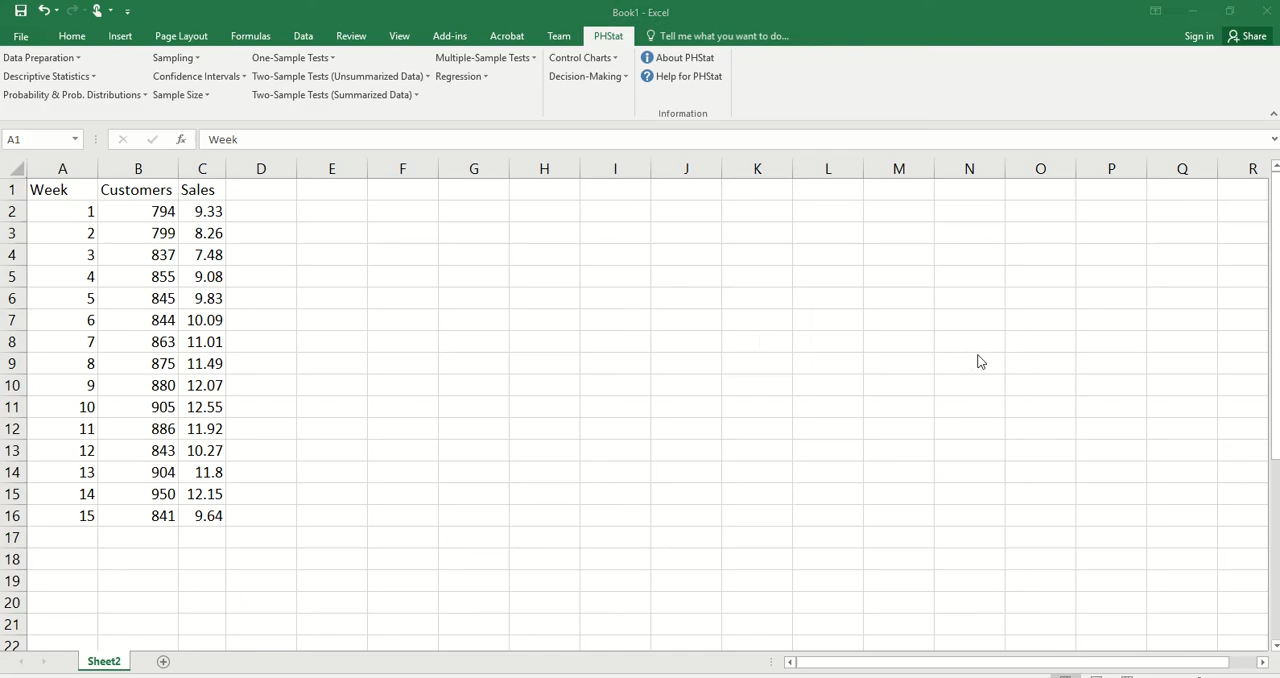 Book1 - Excel
File Home Insert Page Layout Formulas Data Review View Add-ins Acrobat Team PHStat Tell me what you want to do... Sign in Share
Data Preparation Sampling One-Sample Tests Multiple-Sample Tests Control Charts About PHStat
Descriptive Statistics Confidence Intervals Two-Sample Tests (Unsummarized Data) Regression Decision-Making Help for PHStat
Probability & Prob. Distributions Sample Size Two-Sample Tests (Summarized Data)
Information
A1 fx Week
A B C D E F G H I J K L M N O P Q R
1 Week Customers Sales
2 1 794 9.33
3 2 799 8.26
4 3 837 7.48
5 4 855 9.08
6 5 845 9.83
7 6 844 10.09
8 7 863 11.01
9 8 875 11.49
10 9 880 12.07
11 10 905 12.55
12 11 886 11.92
13 12 843 10.27
14 13 904 11.8
15 14 950 12.15
16 15 841 9.64
17
18
19
20
21
22
Sheet2